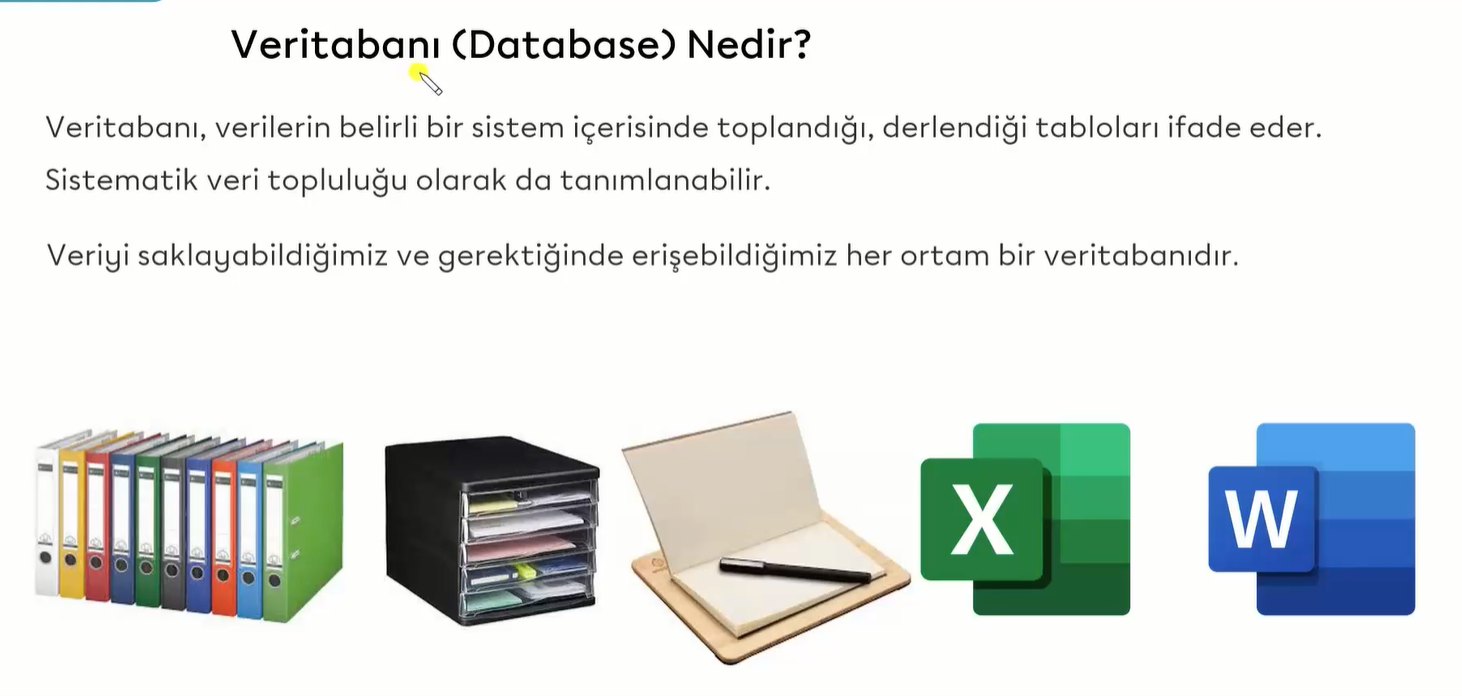 Veritabanı (Database) Nedir?
Veritabanı, verilerin belirli bir sistem içerisinde toplandığı, derlendiği tabloları ifade eder.
Sistematik veri topluluğu olarak da tanımlanabilir.
Veriyi saklayabildiğimiz ve gerektiğinde erişebildiğimiz her ortam bir veritabanıdır.
X
W